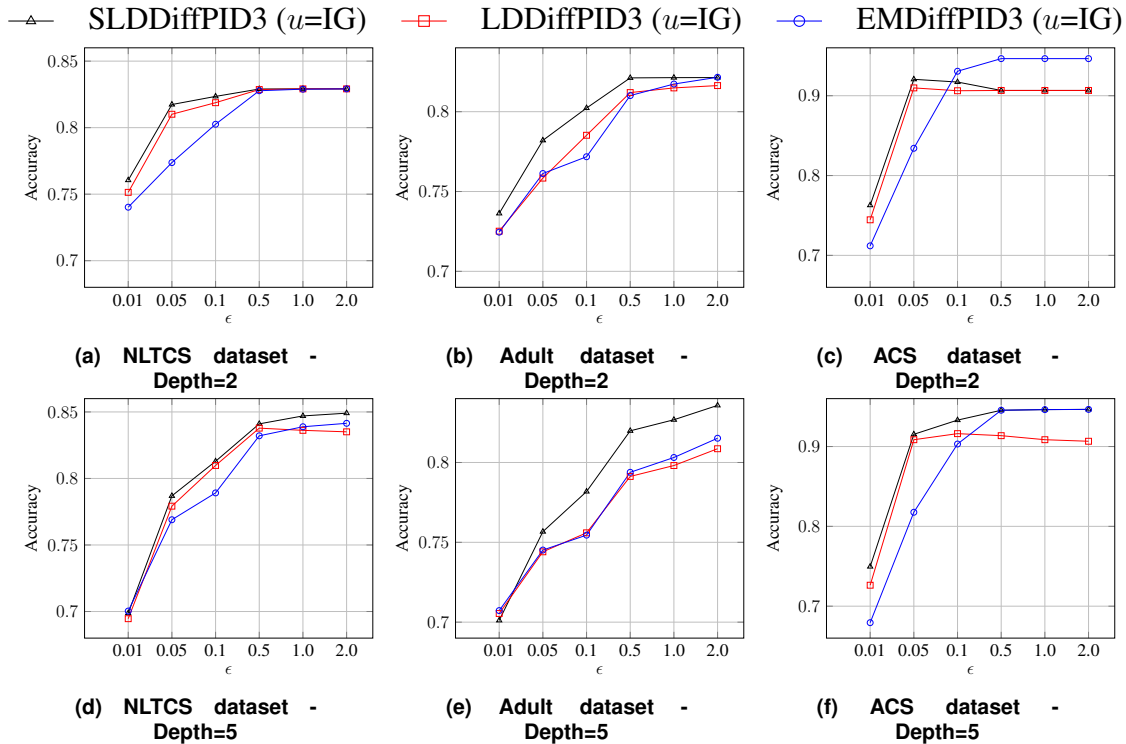 SLDDiffPID3 (u=IG) LDDiffPID3 (u=IG) EMDiffPID3 (u=IG)
0.85
0.8
0.75
0.7
Accuracy
0.01 0.05 0.1 0.5 1.0 2.0
ϵ
(a) NLTCS dataset -
Depth=2
0.8
0.75
0.7
Accuracy
0.01 0.05 0.1 0.5 1.0 2.0
ϵ
(b) Adult dataset -
Depth=2
0.9
0.8
0.7
Accuracy
0.01 0.05 0.1 0.5 1.0 2.0
ϵ
(c) ACS dataset -
Depth=2
0.85
0.8
0.75
0.7
Accuracy
0.01 0.05 0.1 0.5 1.0 2.0
ϵ
(d) NLTCS dataset -
Depth=5
0.8
0.75
0.7
Accuracy
0.01 0.05 0.1 0.5 1.0 2.0
ϵ
(e) Adult dataset -
Depth=5
0.9
0.8
0.7
Accuracy
0.01 0.05 0.1 0.5 1.0 2.0
ϵ
(f) ACS dataset -
Depth=5